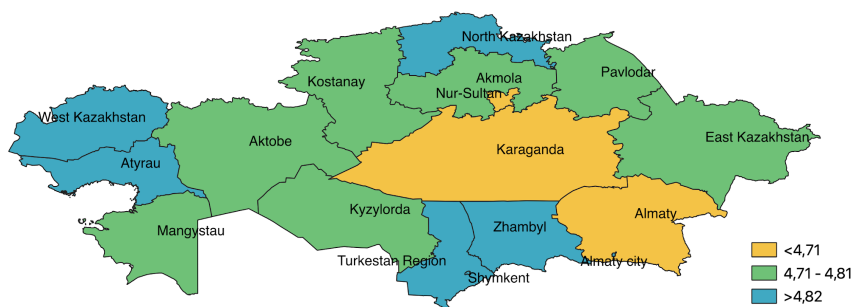 North Kazakhstan
Kostanay
Akmola
Pavlodar
Nur-Sultan
West Kazakhstan
Aktobe
East Kazakhstan
Karaganda
Atyrau
Kyzylorda
Almaty
Mangystau
Zhambyl
Turkestan Region
Almaty city
Shymkent
<4,71
4,71 - 4,81
>4,82